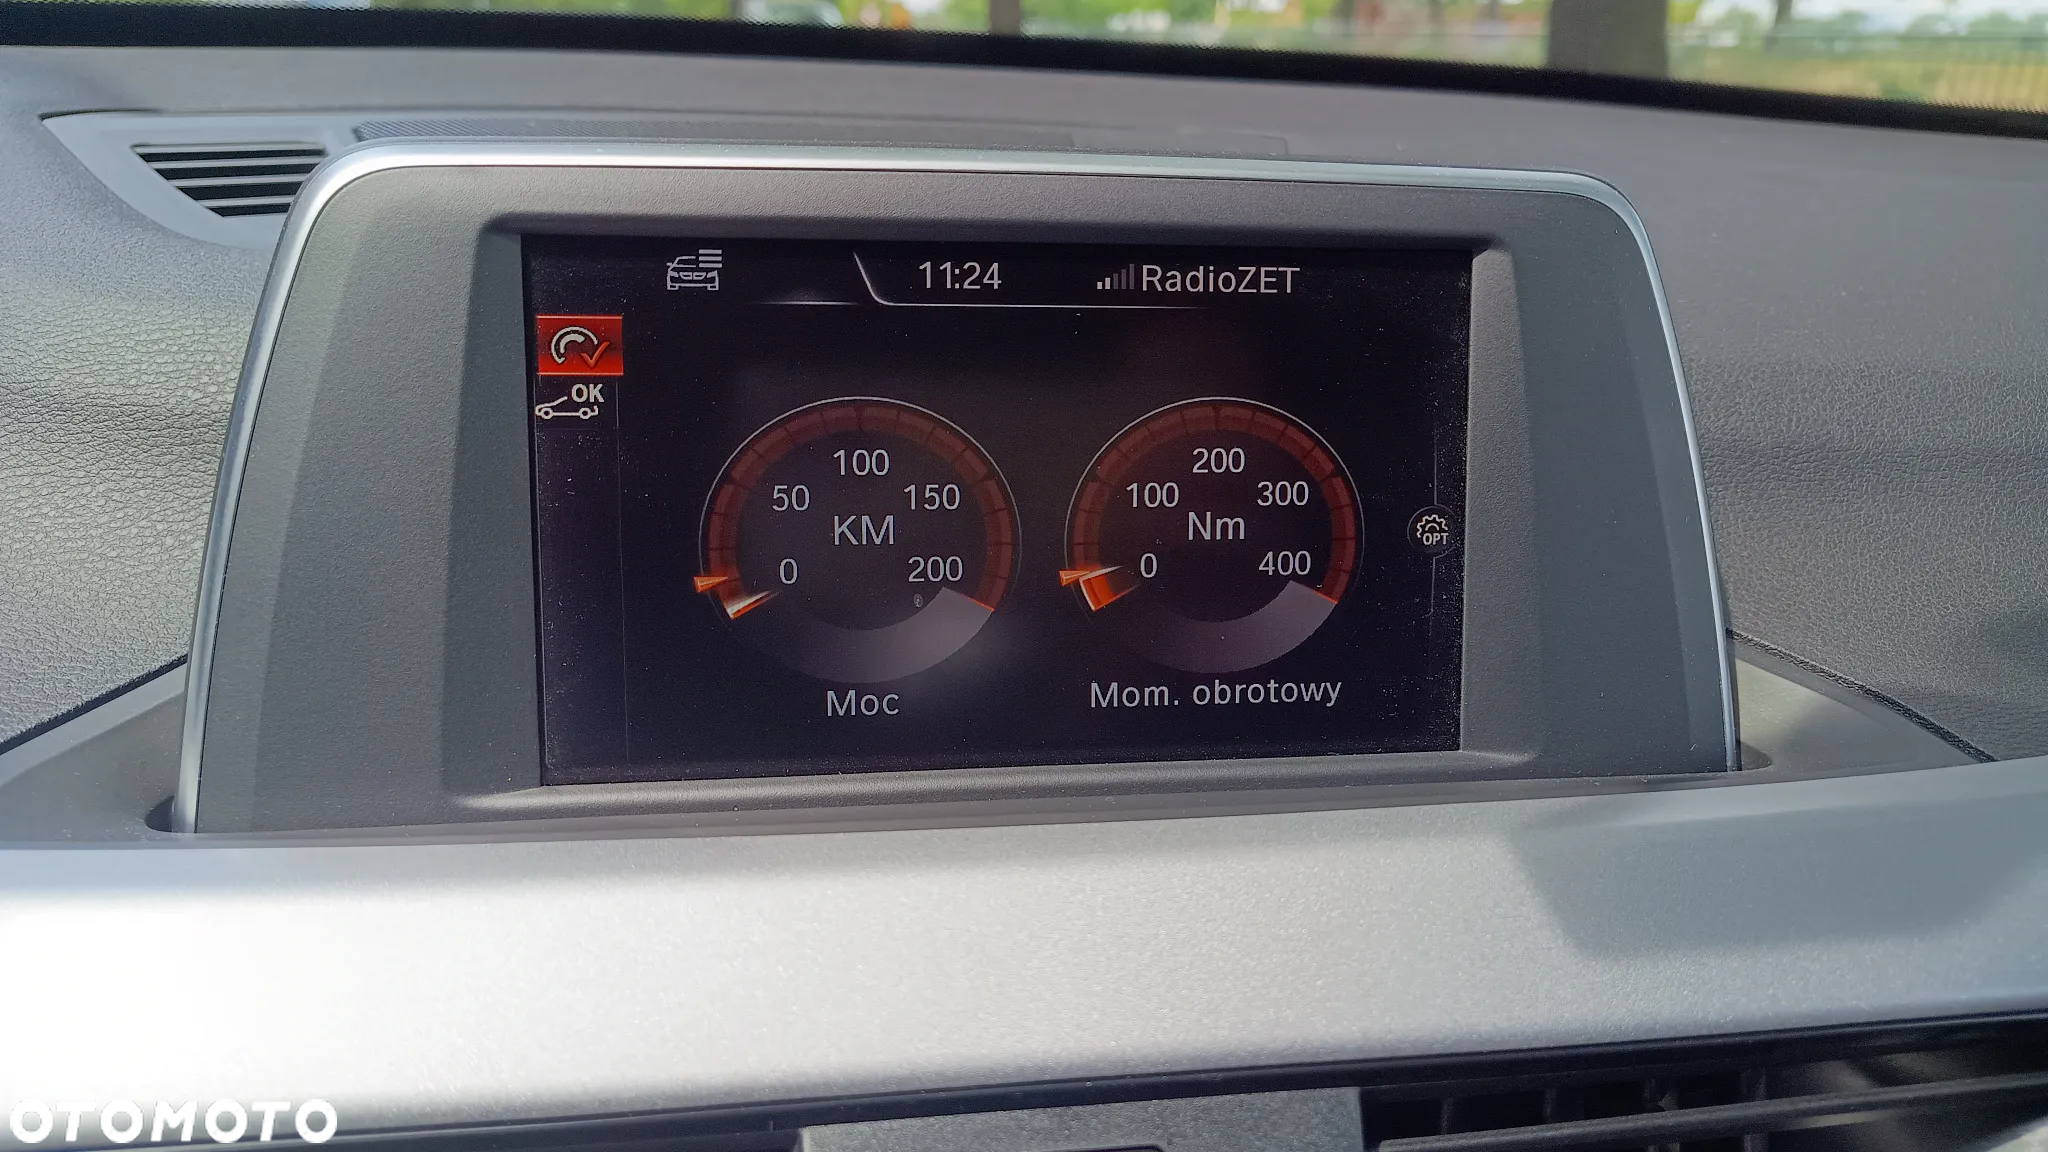 11:24 RadioZET
OK
100 200
50 150 100 300
KM Nm
0 200 0 400
OPT
Moc Mom. obrotowy
OTOMOTO